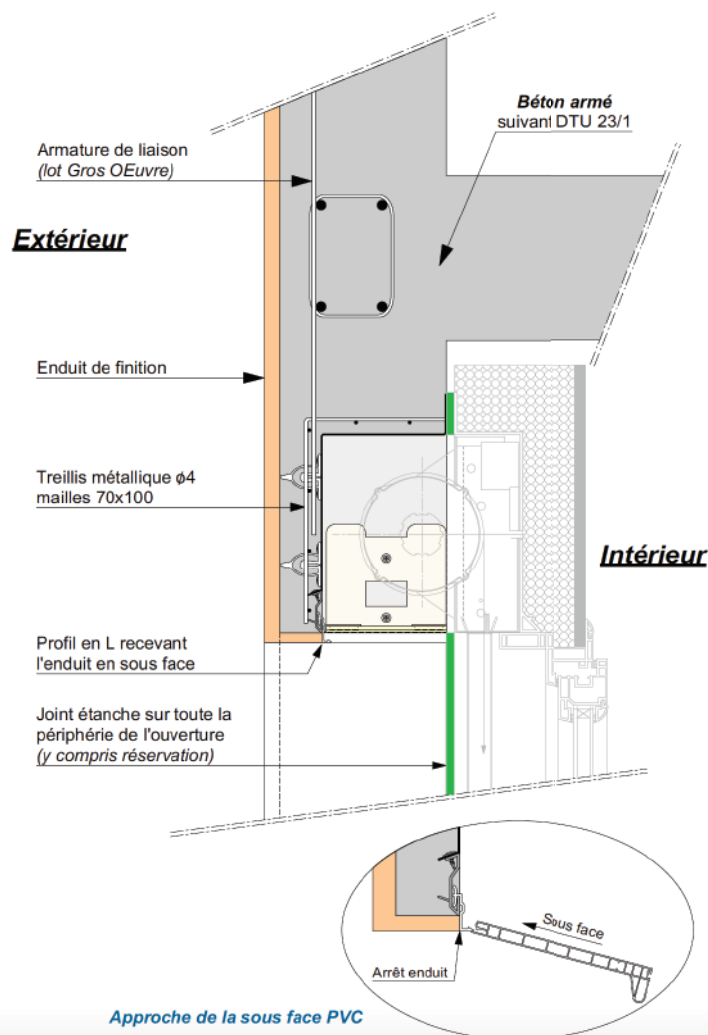 Béton armé
suivant DTU 23/1
Armature de liaison
(lot Gros OEuvre)
Extérieur
Enduit de finition
Treillis métallique ø4
mailles 70x100
Intérieur
Profil en L recevant
l'enduit en sous face
Joint étanche sur toute la
périphérie de l'ouverture
(y compris réservation)
Sous face
Arrêt enduit
Approche de la sous face PVC